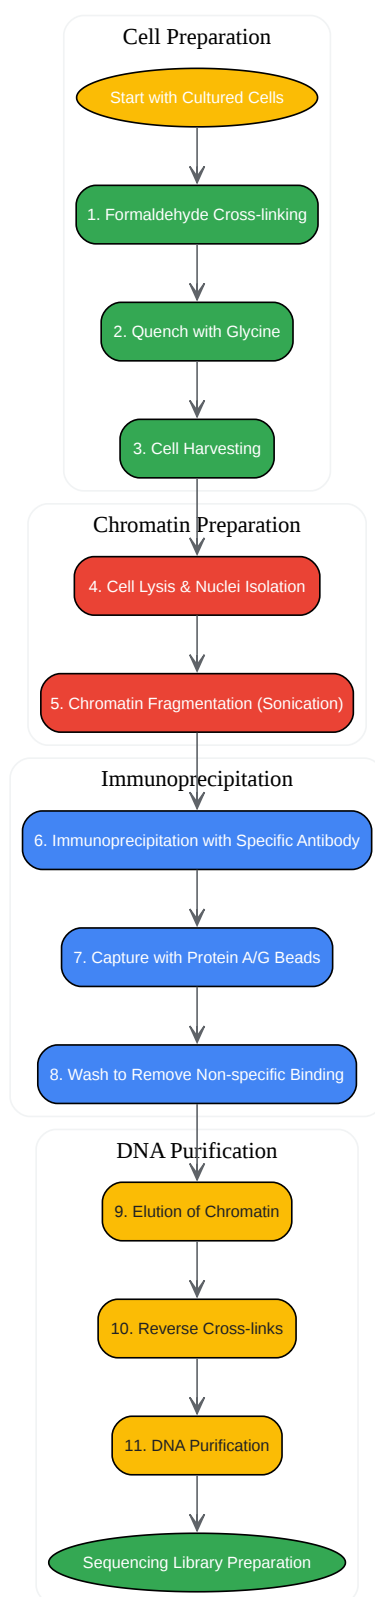 Cell Preparation
Start with Cultured Cells
1. Formaldehyde Cross-linking
2. Quench with Glycine
3. Cell Harvesting
Chromatin Preparation
4. Cell Lysis & Nuclei Isolation
5. Chromatin Fragmentation (Sonication)
Immunoprecipitation
6. Immunoprecipitation with Specific Antibody
7. Capture with Protein A/G Beads
8. Wash to Remove Non-specific Binding
DNA Purification
9. Elution of Chromatin
10. Reverse Cross-links
11. DNA Purification
Sequencing Library Preparation